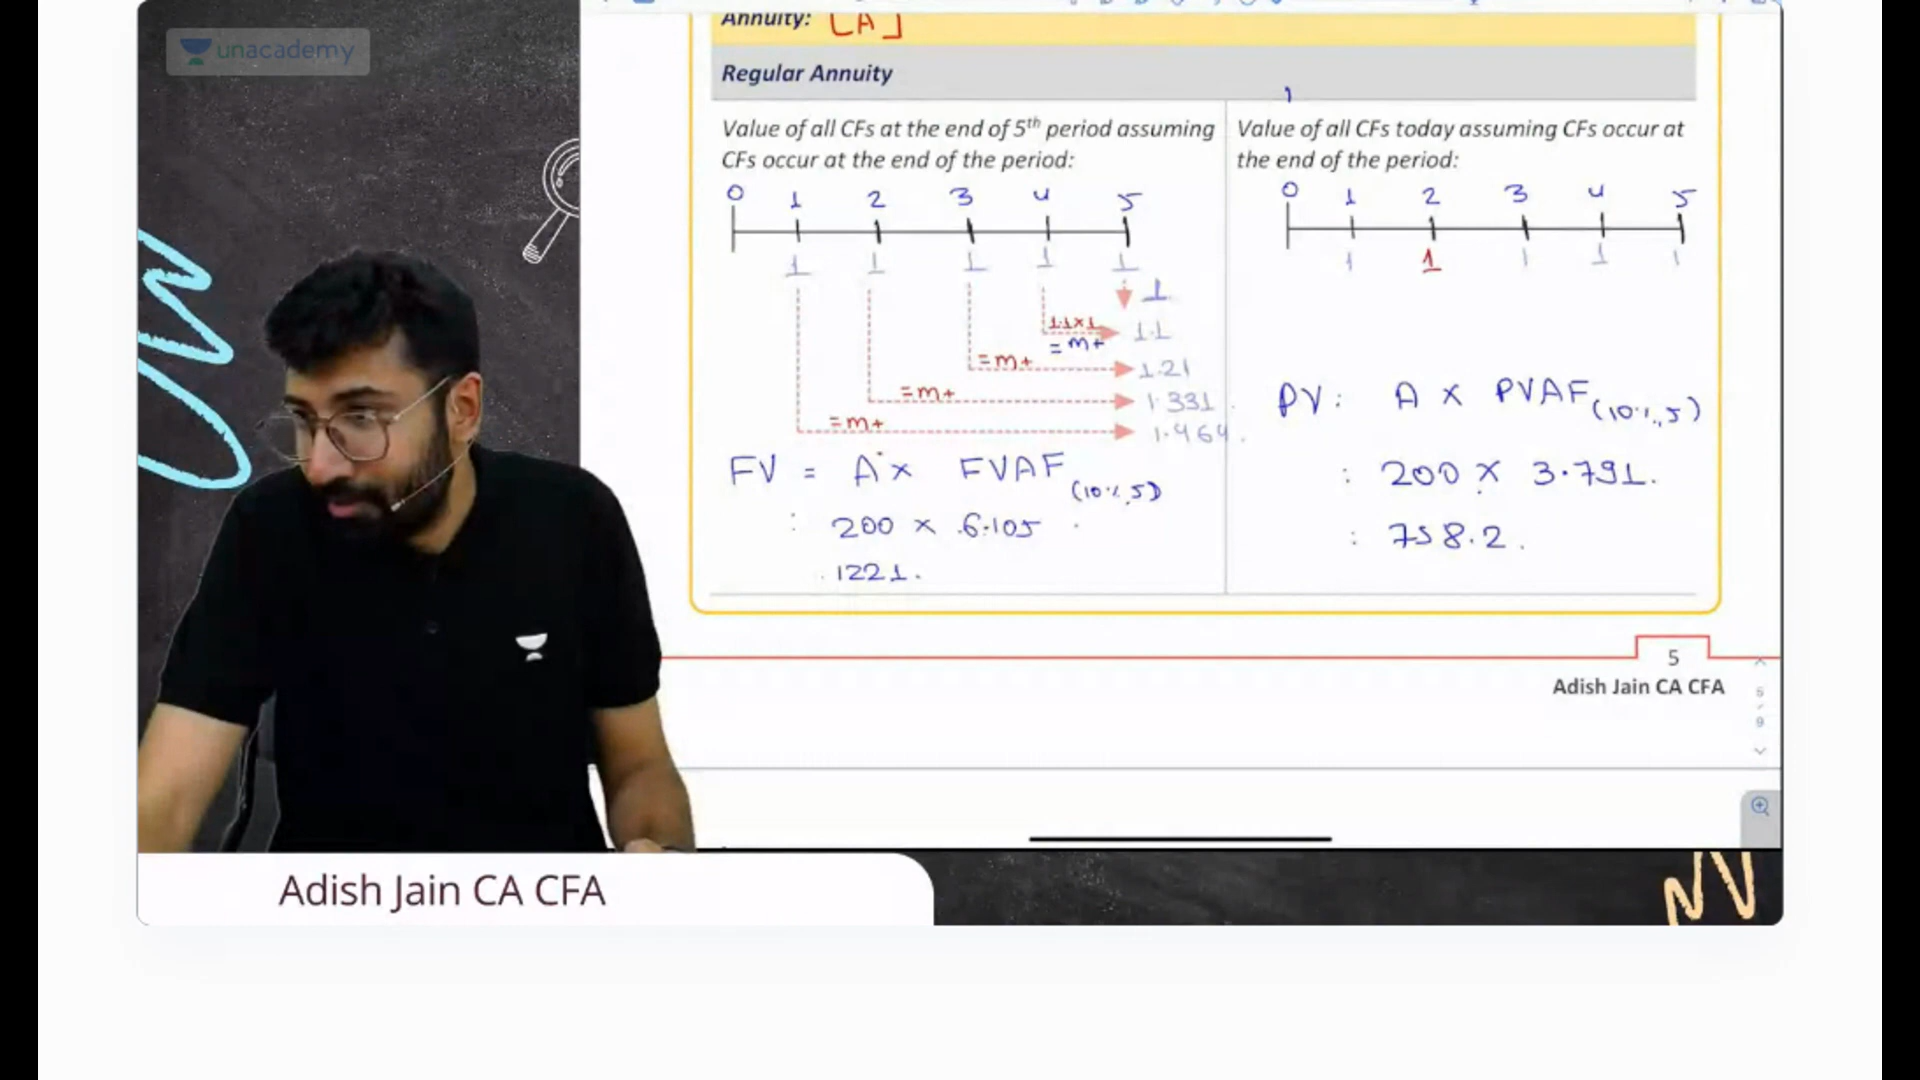 unacademy
Annuity: [A]
Regular Annuity
Value of all CFs at the end of 5th period assuming
CFs occur at the end of the period:
0 1 2 3 4 5
1 1 1 1 1
1
1.1×1
1.1
= m+
= m+
1.21
= m+
1.331
= m+
1.464
FV = A × FVAF (10%, 5)
: 200 × 6.105
1221.
Value of all CFs today assuming CFs occur at
the end of the period:
0 1 2 3 4 5
1 1 1 1 1
PV: A × PVAF (10%, 5)
: 200 × 3.791.
: 758.2.
5
Adish Jain CA CFA
Adish Jain CA CFA